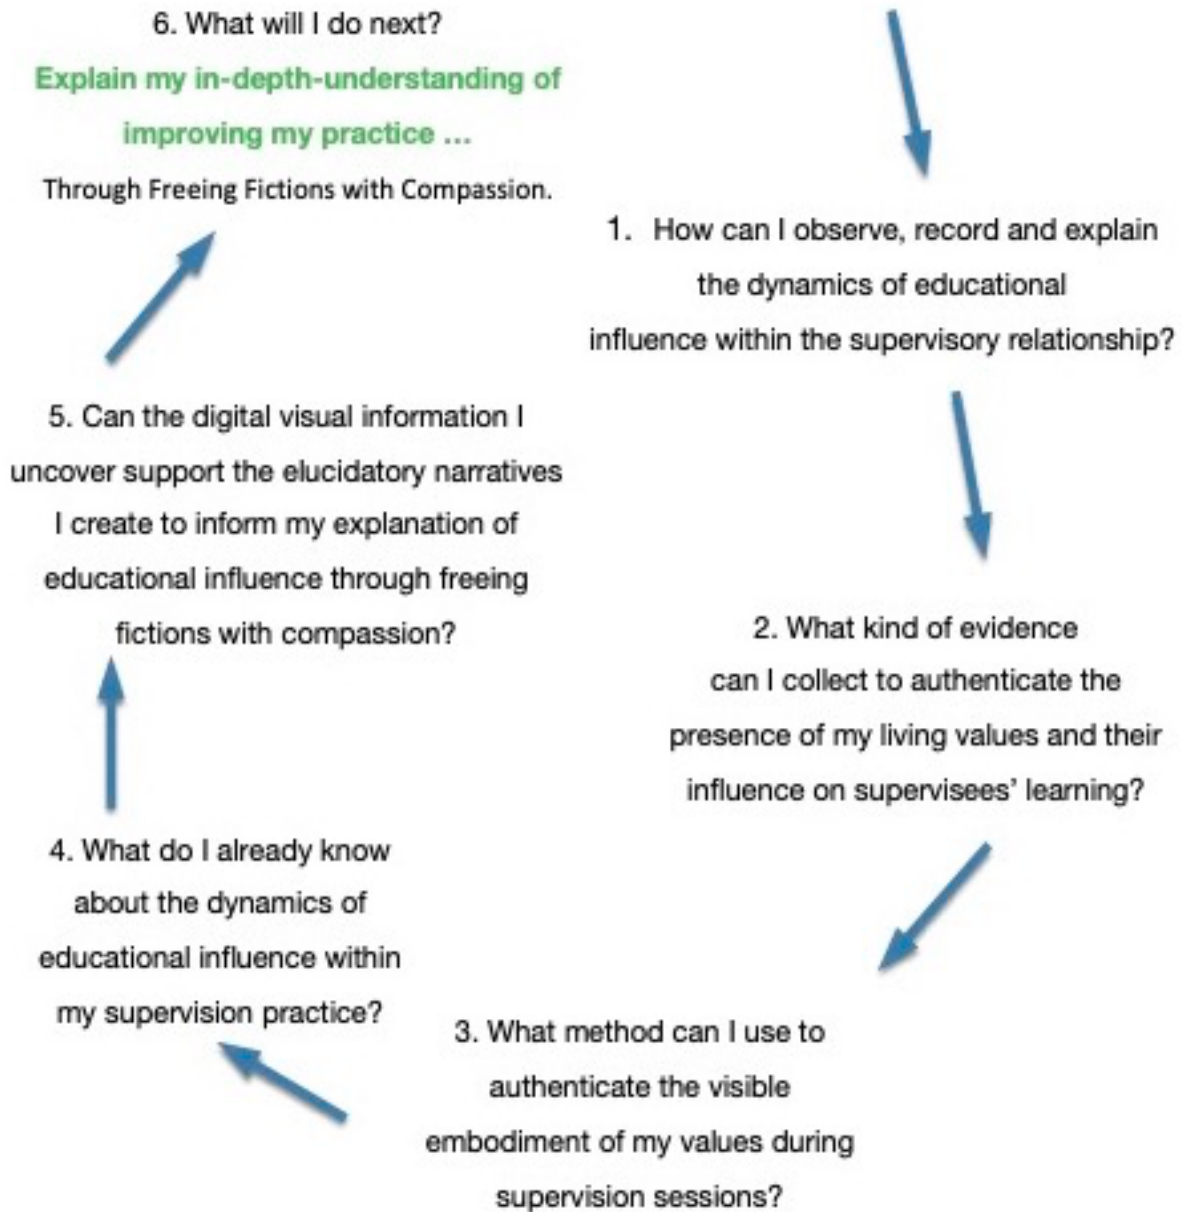 6. What will I do next?
Explain my in-depth-understanding of
improving my practice ...
Through Freeing Fictions with Compassion.
1. How can I observe, record and explain
the dynamics of educational
influence within the supervisory relationship?
2. What kind of evidence
can I collect to authenticate the
presence of my living values and their
influence on supervisees’ learning?
3. What method can I use to
authenticate the visible
embodiment of my values during
supervision sessions?
4. What do I already know
about the dynamics of
educational influence within
my supervision practice?
5. Can the digital visual information I
uncover support the elucidatory narratives
I create to inform my explanation of
educational influence through freeing
fictions with compassion?